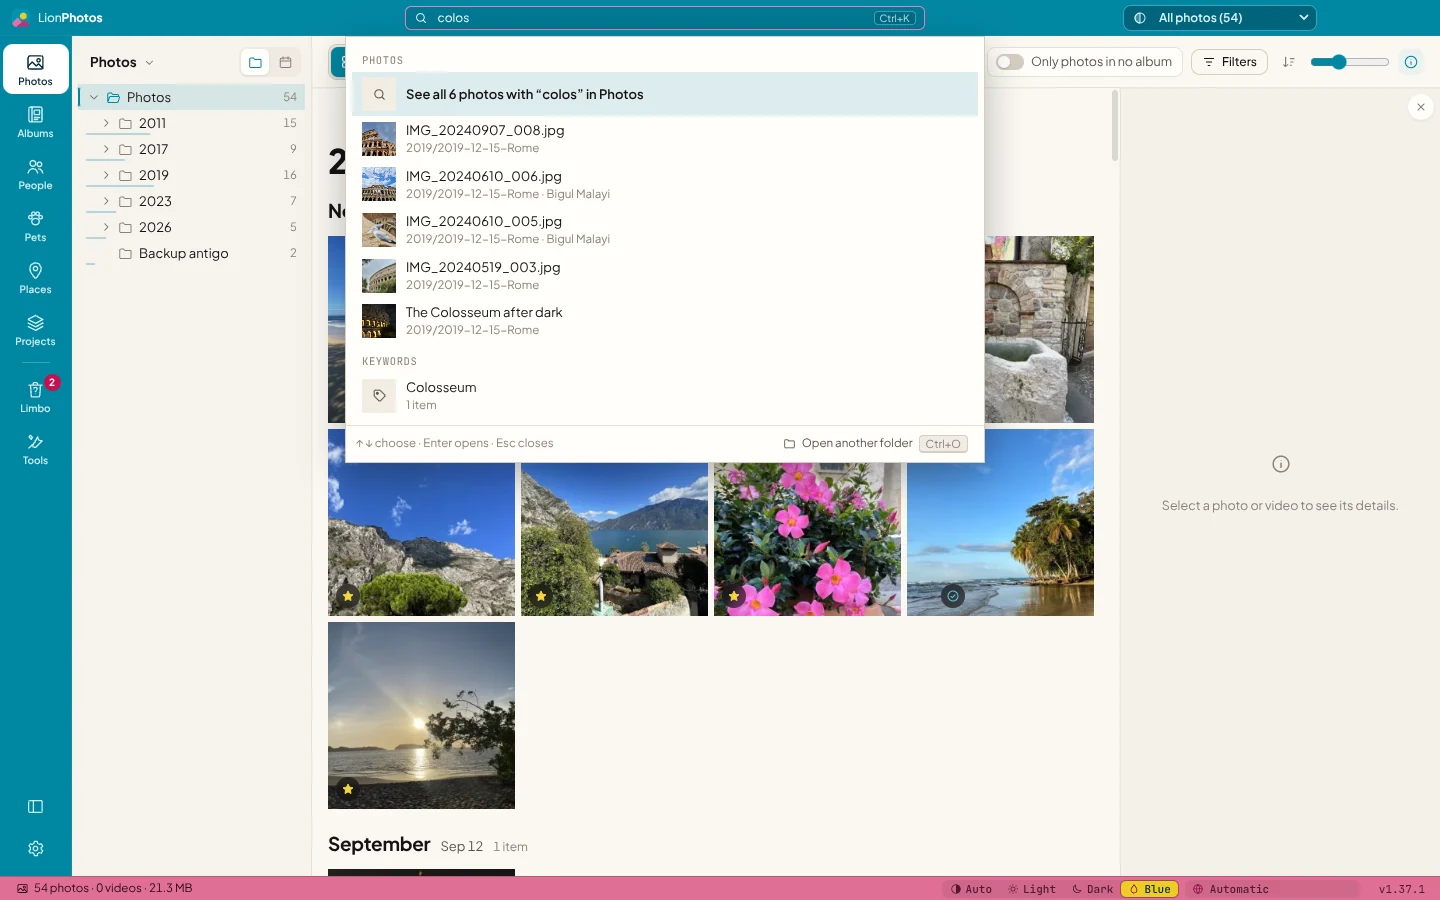 LionPhotos
colos
Ctrl+K
All photos (54)
Photos
Albums
People
Pets
Places
Projects
2
Limbo
Tools
Photos
Photos 54
2011 15
2017 9
2019 16
2023 7
2026 5
Backup antigo 2
Only photos in no album
Filters
PHOTOS
See all 6 photos with “colos” in Photos
IMG_20240907_008.jpg
2019/2019-12-15-Rome
IMG_20240610_006.jpg
2019/2019-12-15-Rome · Bigul Malayi
IMG_20240610_005.jpg
2019/2019-12-15-Rome · Bigul Malayi
IMG_20240519_003.jpg
2019/2019-12-15-Rome
The Colosseum after dark
2019/2019-12-15-Rome
KEYWORDS
Colosseum
1 item
↑↓ choose · Enter opens · Esc closes
Open another folder Ctrl+O
Select a photo or video to see its details.
September Sep 12 1 item
54 photos · 0 videos · 21.3 MB
Auto Light Dark Blue
Automatic
v1.37.1